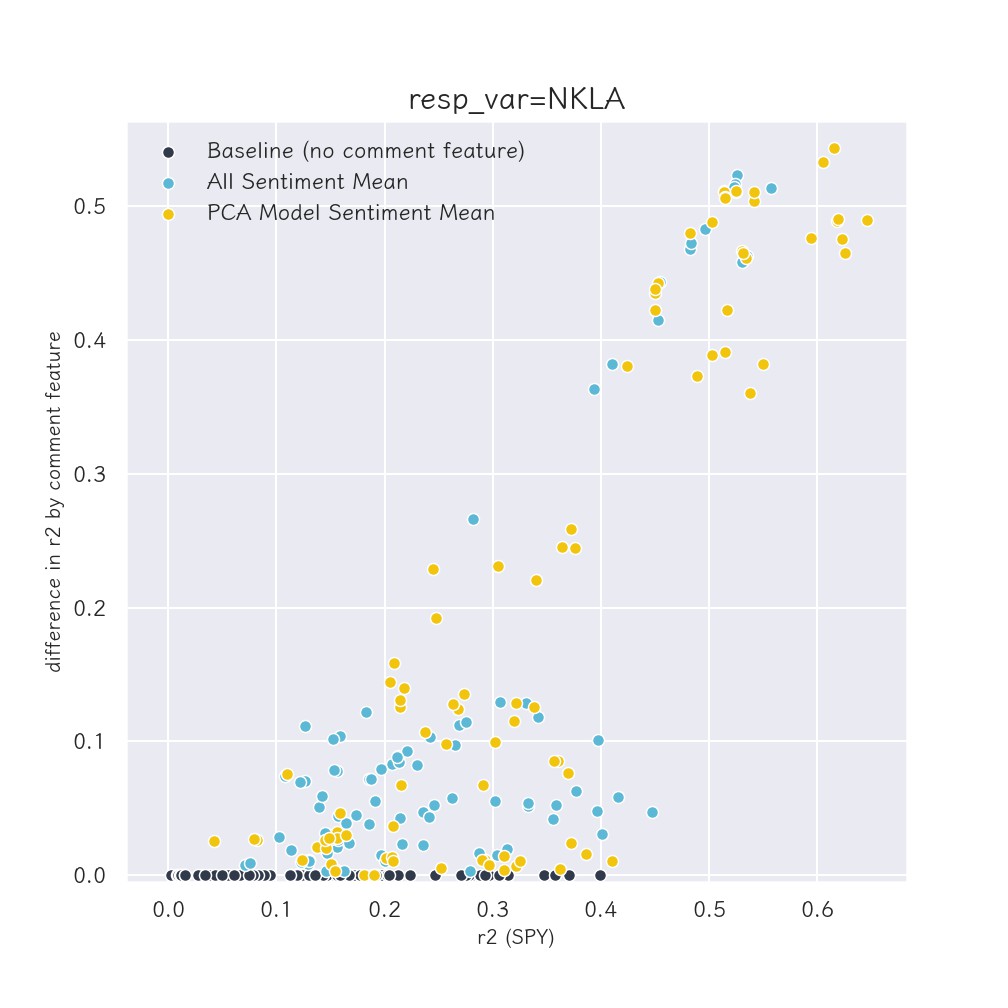 resp_var=NKLA
Baseline (no comment feature)
All Sentiment Mean
PCA Model Sentiment Mean
difference in r2 by comment feature
0.5
0.4
0.3
0.2
0.1
0.0
0.0 0.1 0.2 0.3 0.4 0.5 0.6
r2 (SPY)